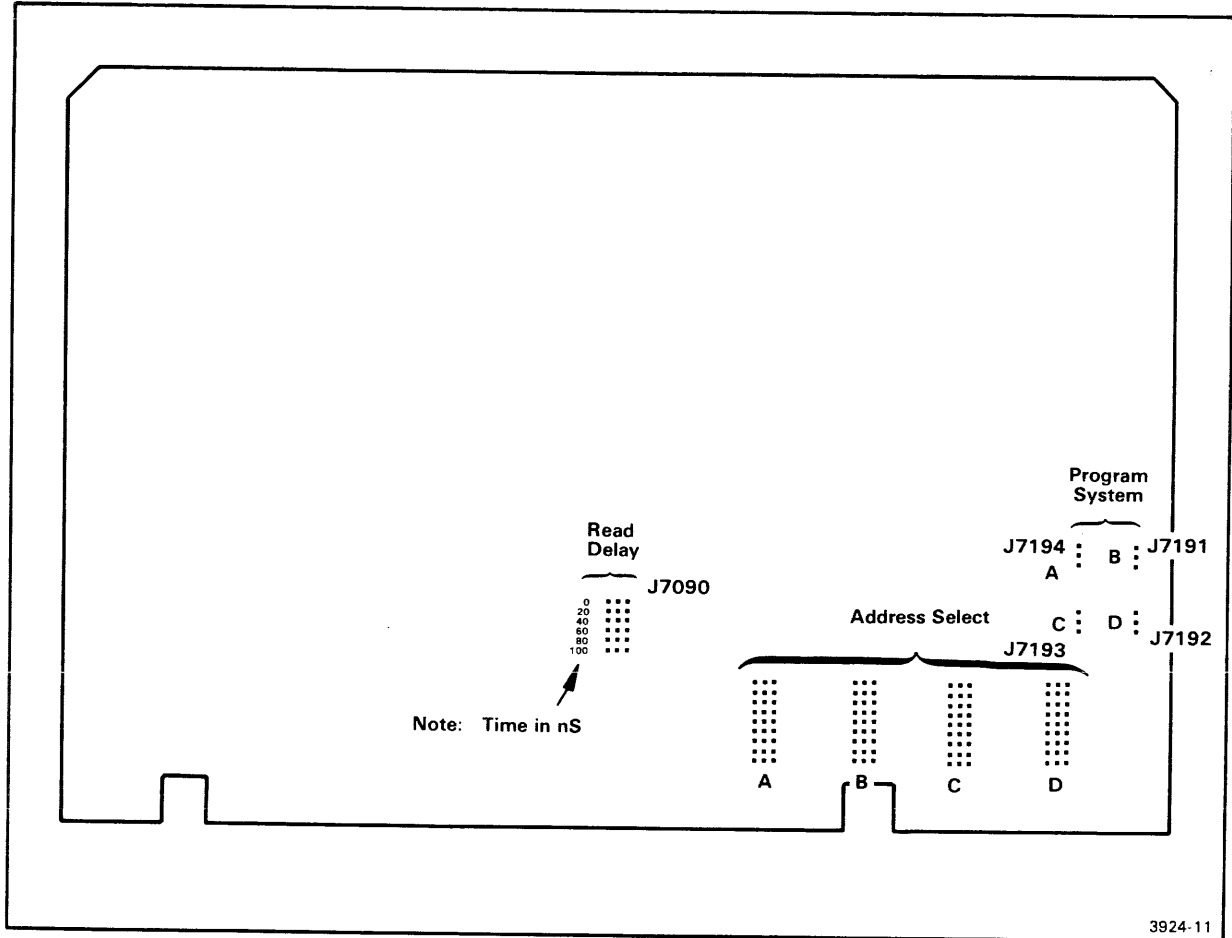 Program
System
J7194
A
B
J7191
C
D
J7193
J7192
Read
Delay
J7090
0
20
40
60
80
100
Note: Time in nS
Address Select
A
B
C
D
3924-11